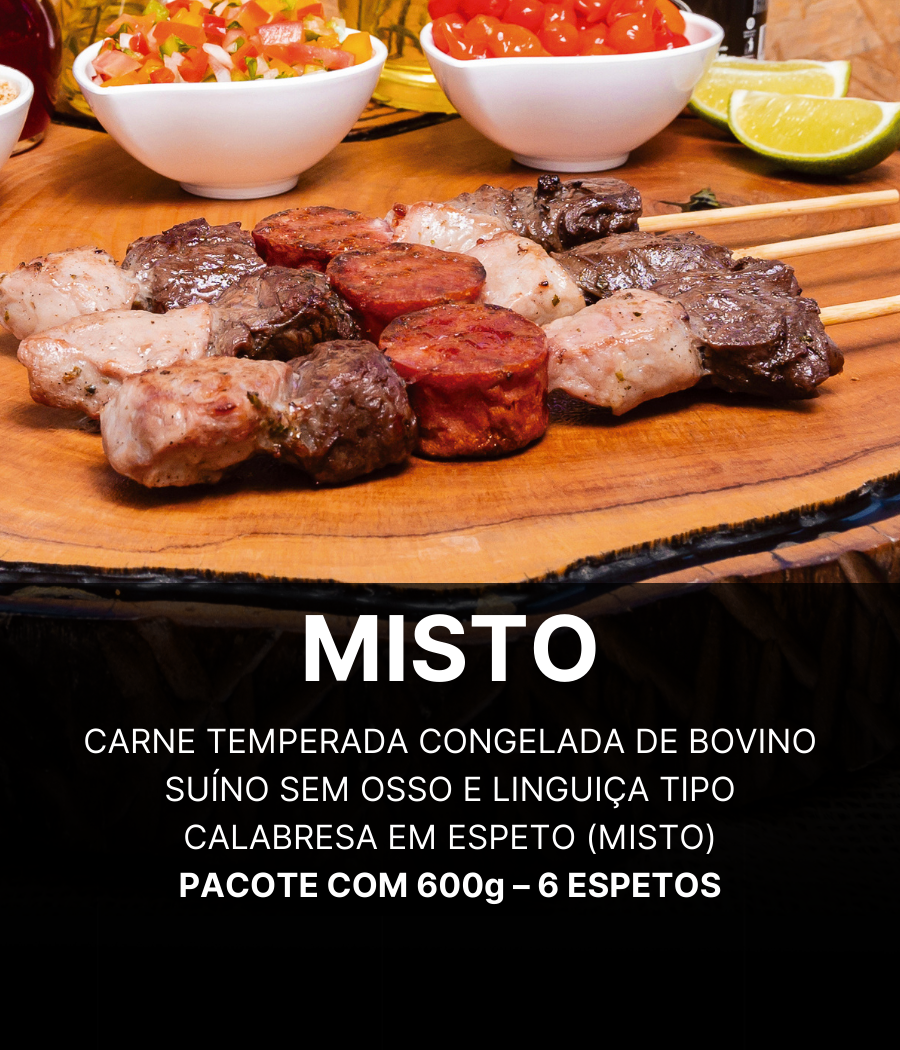 MISTO
CARNE TEMPERADA CONGELADA DE BOVINO
SUÍNO SEM OSSO E LINGUIÇA TIPO
CALABRESA EM ESPETO (MISTO)
PACOTE COM 600g – 6 ESPETOS